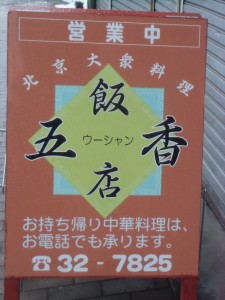 営業中
北京大衆料理
飯
五 ウーシャン 香
店
お持ち帰り中華料理は、
お電話でも承ります。
☎32-7825